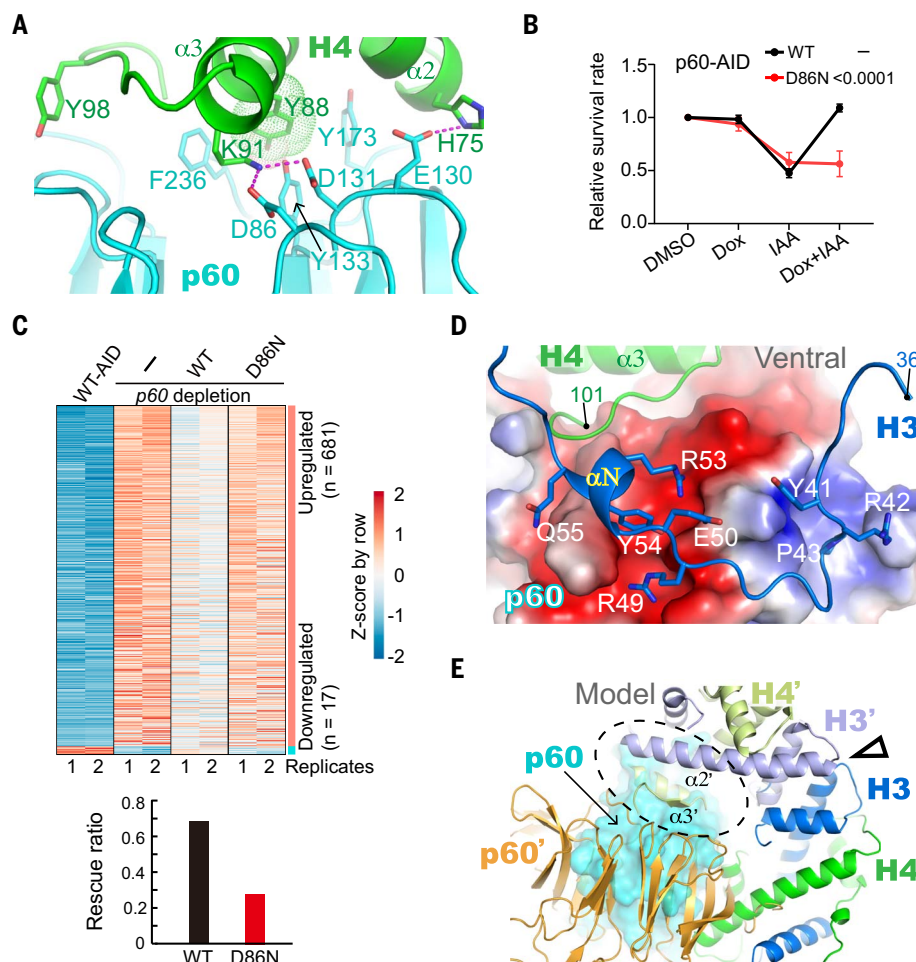 A
α3
H4
α2
Y98
Y88
Y173
K91
H75
F236
D131
E130
D86
Y133
p60
B
p60-AID
WT –
D86N <0.0001
Relative survival rate
1.5
1.0
0.5
0.0
DMSO
Dox
IAA
Dox+IAA
C
WT-AID
–
WT
D86N
p60 depletion
Upregulated
(n = 681)
Downregulated
(n = 17)
1 2 1 2 1 2 1 2 Replicates
Z-score by row
2
1
0
-1
-2
Rescue ratio
0.8
0.6
0.4
0.2
0
WT
D86N
D
H4
α3
Ventral
36
H3
101
αN
R53
Y41
R42
Q55
Y54
E50
P43
R49
p60
E
Model
H4’
H3’
p60
α2’
H3
α3’
p60’
H4